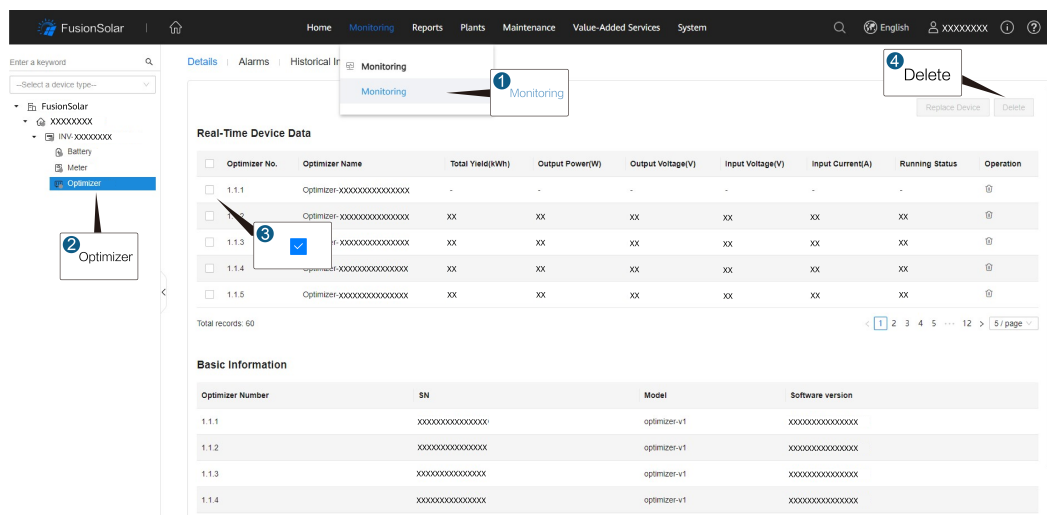 FusionSolar
Home Monitoring Reports Plants Maintenance Value-Added Services System
English XXXXXXXX
Enter a keyword
Details Alarms Historical
Monitoring
Monitoring
1 Monitoring
4 Delete
--Select a device type--
FusionSolar
XXXXXXXX
INV-XXXXXXXX
Battery
Meter
Optimizer
2 Optimizer
Replace Device Delete
Real-Time Device Data
Optimizer No. Optimizer Name Total Yield(kWh) Output Power(W) Output Voltage(V) Input Voltage(V) Input Current(A) Running Status Operation
1.1.1 Optimizer-XXXXXXXXXXXXXXX - - - - - -
Optimizer-XXXXXXXXXXXXXXX XX XX XX XX XX XX
3
1.1.3 XXXXXXXXXXXXXXX XX XX XX XX XX XX
1.1.4 Optimizer-XXXXXXXXXXXXXXX XX XX XX XX XX XX
1.1.5 Optimizer-XXXXXXXXXXXXXXX XX XX XX XX XX XX
Total records: 60
< 1 2 3 4 5 ··· 12 > 5 / page
Basic Information
Optimizer Number SN Model Software version
1.1.1 XXXXXXXXXXXXXXX optimizer-v1 XXXXXXXXXXXXXXX
1.1.2 XXXXXXXXXXXXXXX optimizer-v1 XXXXXXXXXXXXXXX
1.1.3 XXXXXXXXXXXXXXX optimizer-v1 XXXXXXXXXXXXXXX
1.1.4 XXXXXXXXXXXXXXX optimizer-v1 XXXXXXXXXXXXXXX